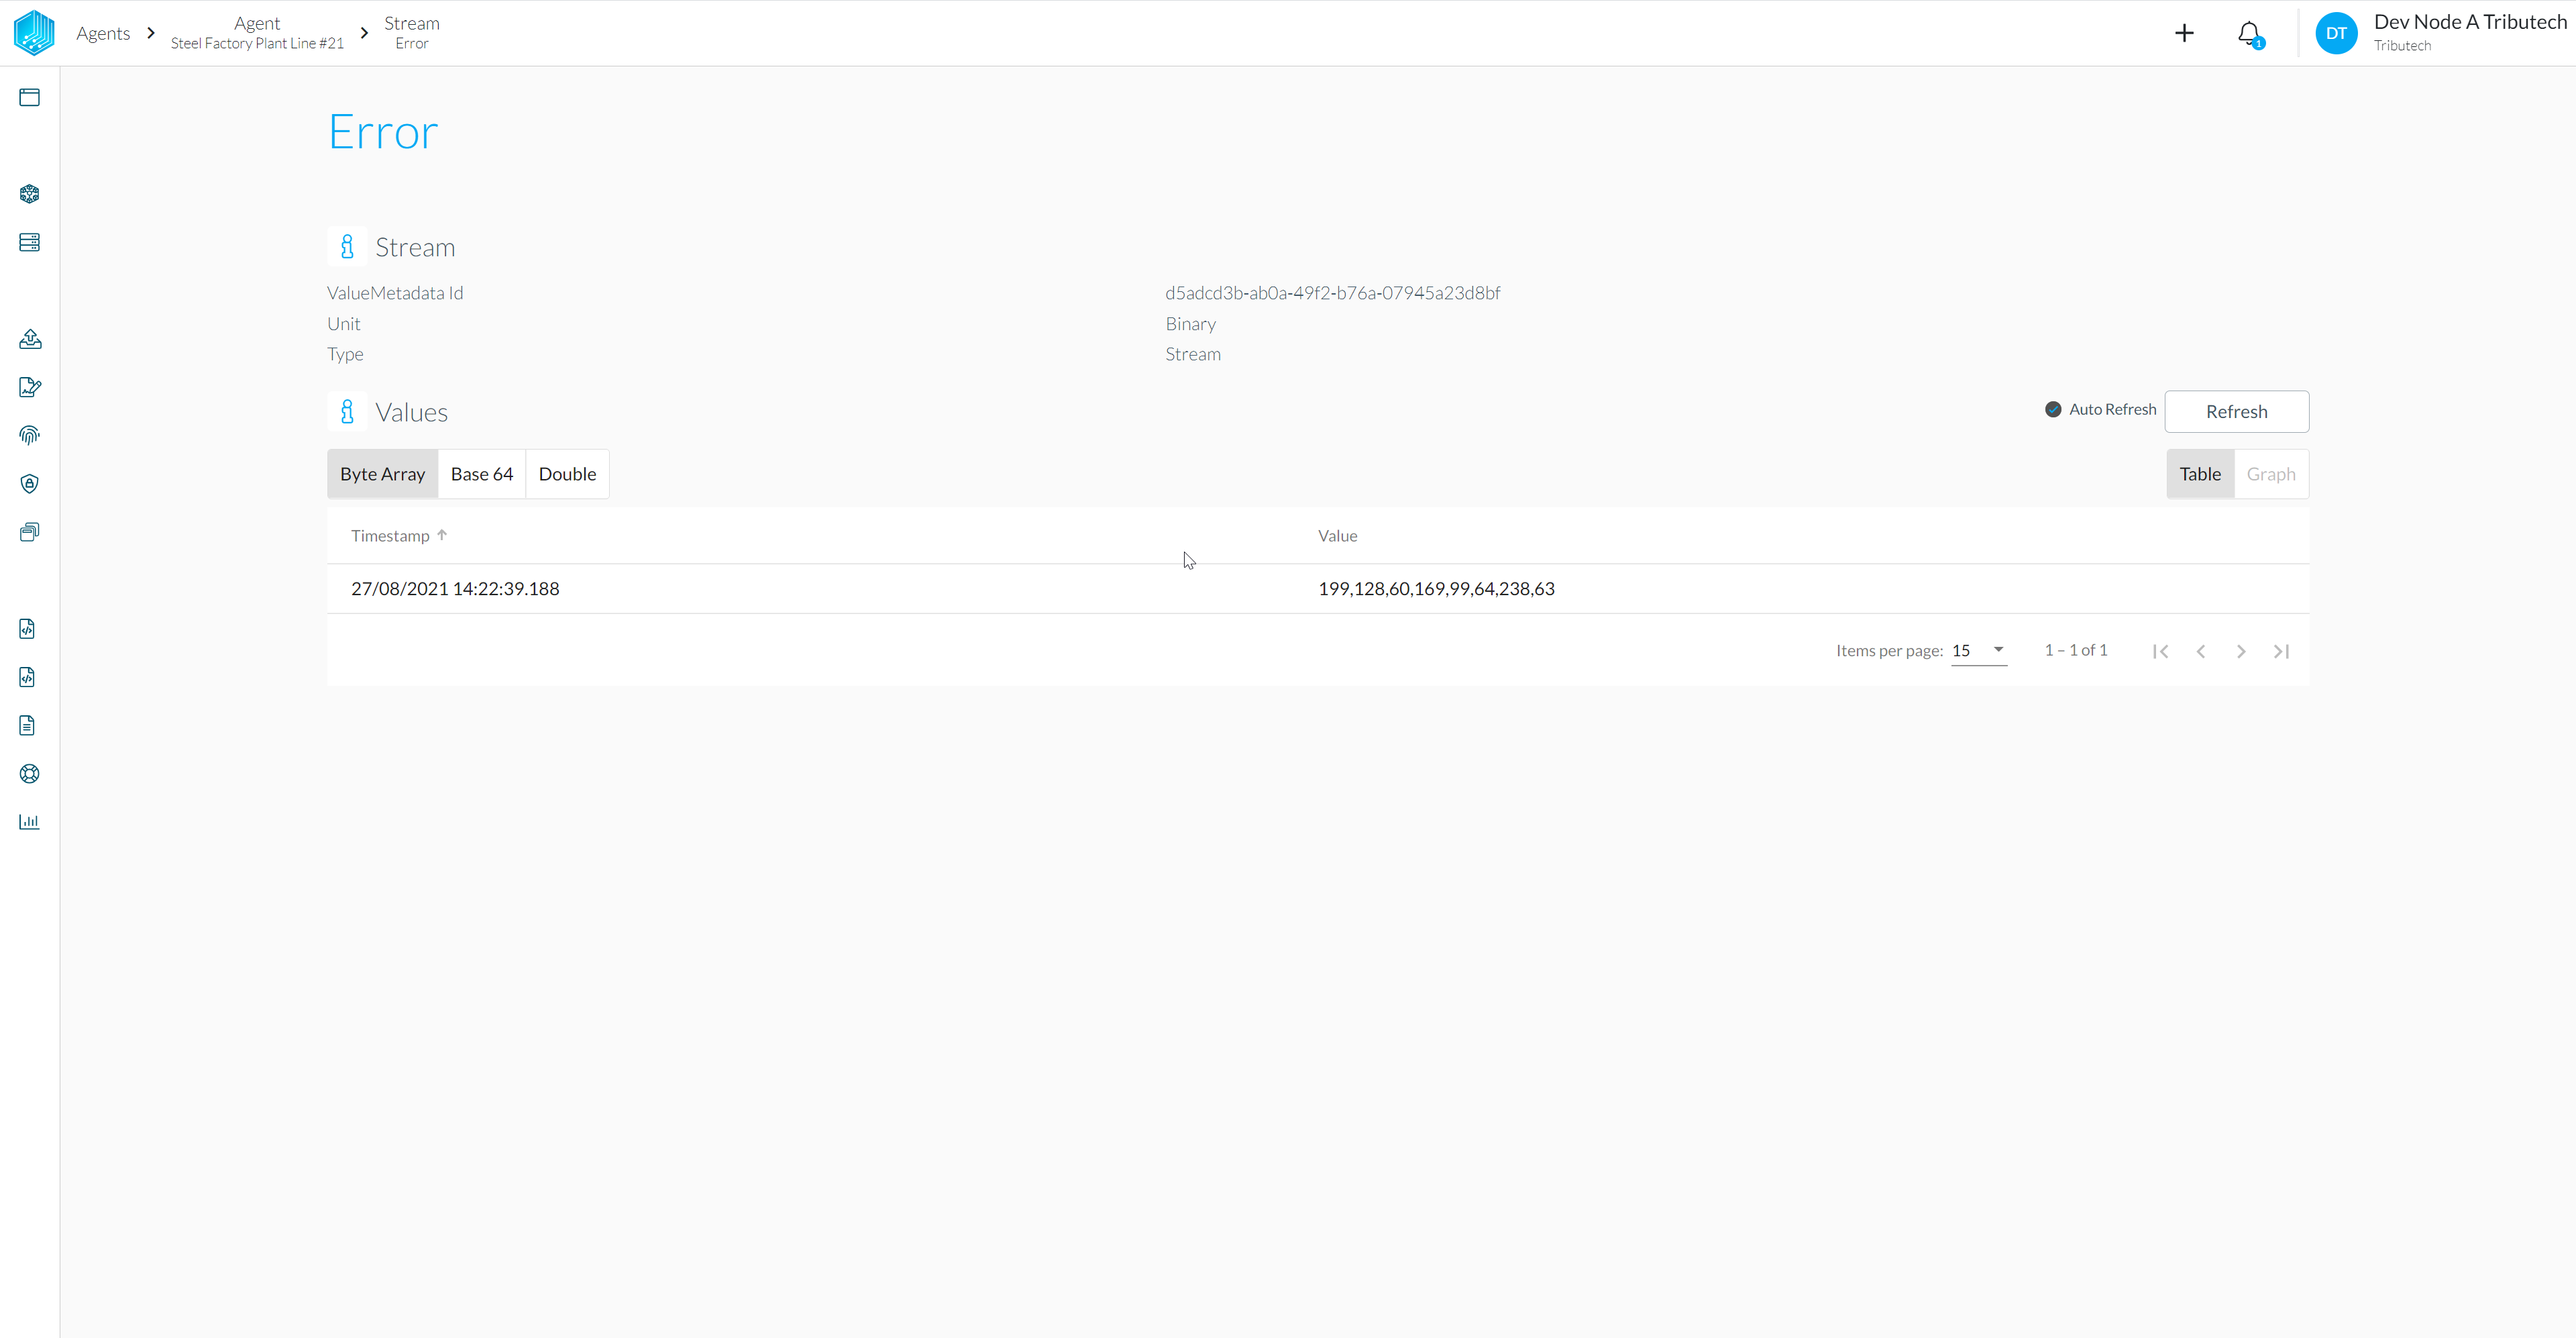 Agents
Agent
Steel Factory Plant Line #21
Stream
Error
1
DT
Dev Node A Tributech
Tributech
Error
Stream
ValueMetadata Id d5adcd3b-ab0a-49f2-b76a-07945a23d8bf
Unit Binary
Type Stream
Values
Auto Refresh
Refresh
Byte Array Base 64 Double
Table Graph
Timestamp Value
27/08/2021 14:22:39.188 199,128,60,169,99,64,238,63
Items per page: 15 1 – 1 of 1